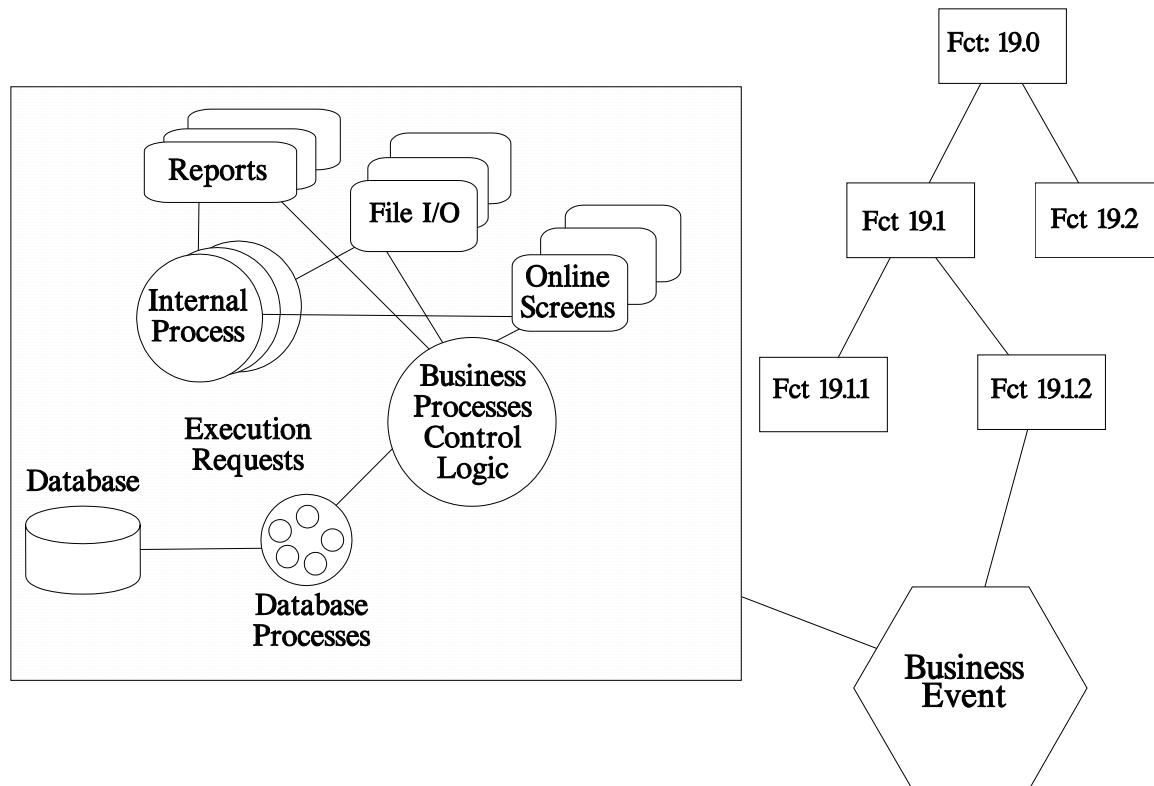 Fct: 19.0
Reports
File I/O
Fct 19.1
Fct 19.2
Online
Screens
Internal
Process
Business
Processes
Control
Logic
Fct 19.1.1
Fct 19.1.2
Execution
Requests
Database
Database
Processes
Business
Event